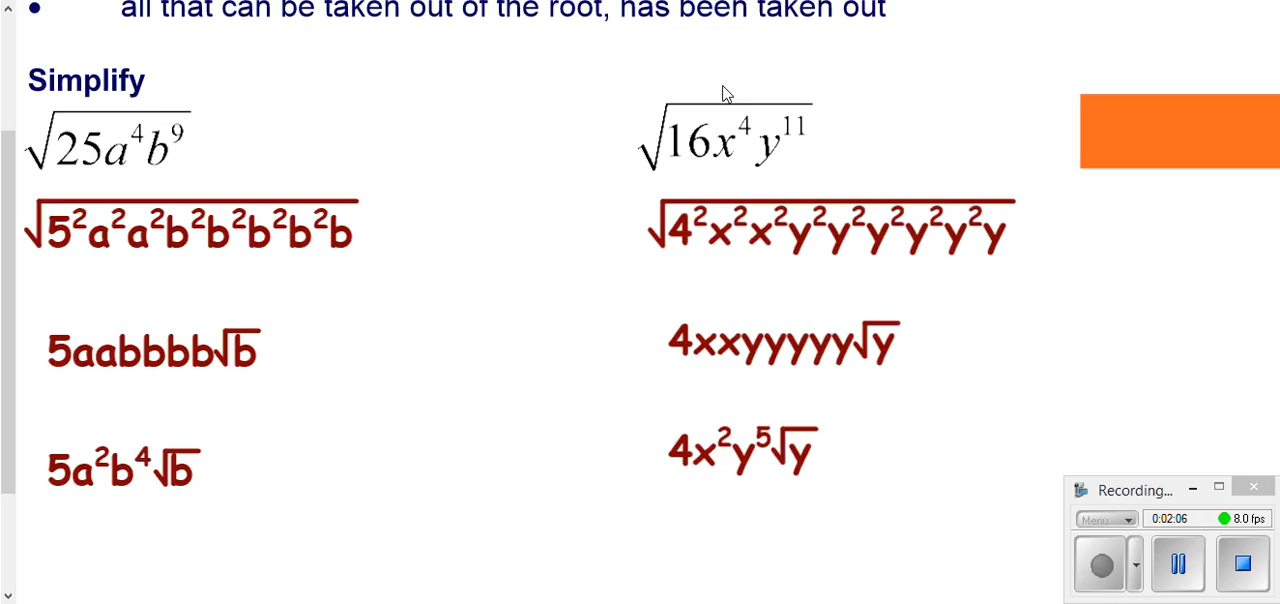 • all that can be taken out of the root, has been taken out
Simplify
√25a⁴b⁹
√5²a²a²b²b²b²b²b
5aabbbb√b
5a²b⁴√b
√16x⁴y¹¹
√4²x²x²y²y²y²y²y²y
4xxyyyyy√y
4x²y⁵√y
Recording...
Menu
0:02:06
8.0 fps